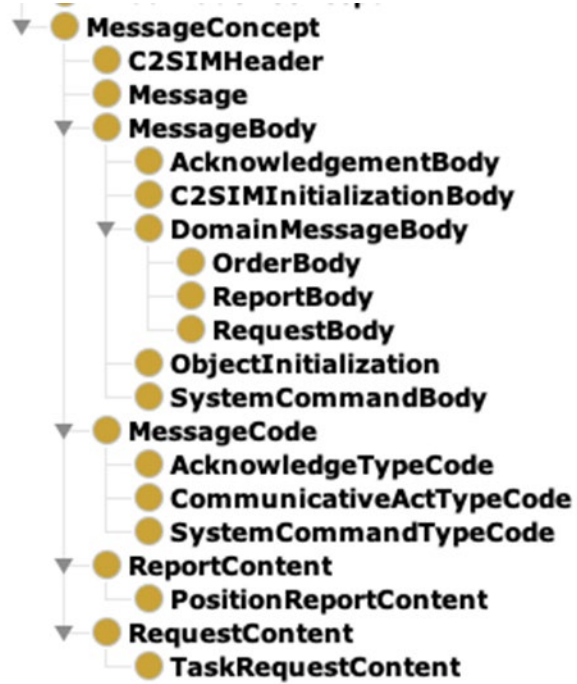 MessageConcept
C2SIMHeader
Message
MessageBody
AcknowledgementBody
C2SIMInitializationBody
DomainMessageBody
OrderBody
ReportBody
RequestBody
ObjectInitialization
SystemCommandBody
MessageCode
AcknowledgeTypeCode
CommunicativeActTypeCode
SystemCommandTypeCode
ReportContent
PositionReportContent
RequestContent
TaskRequestContent